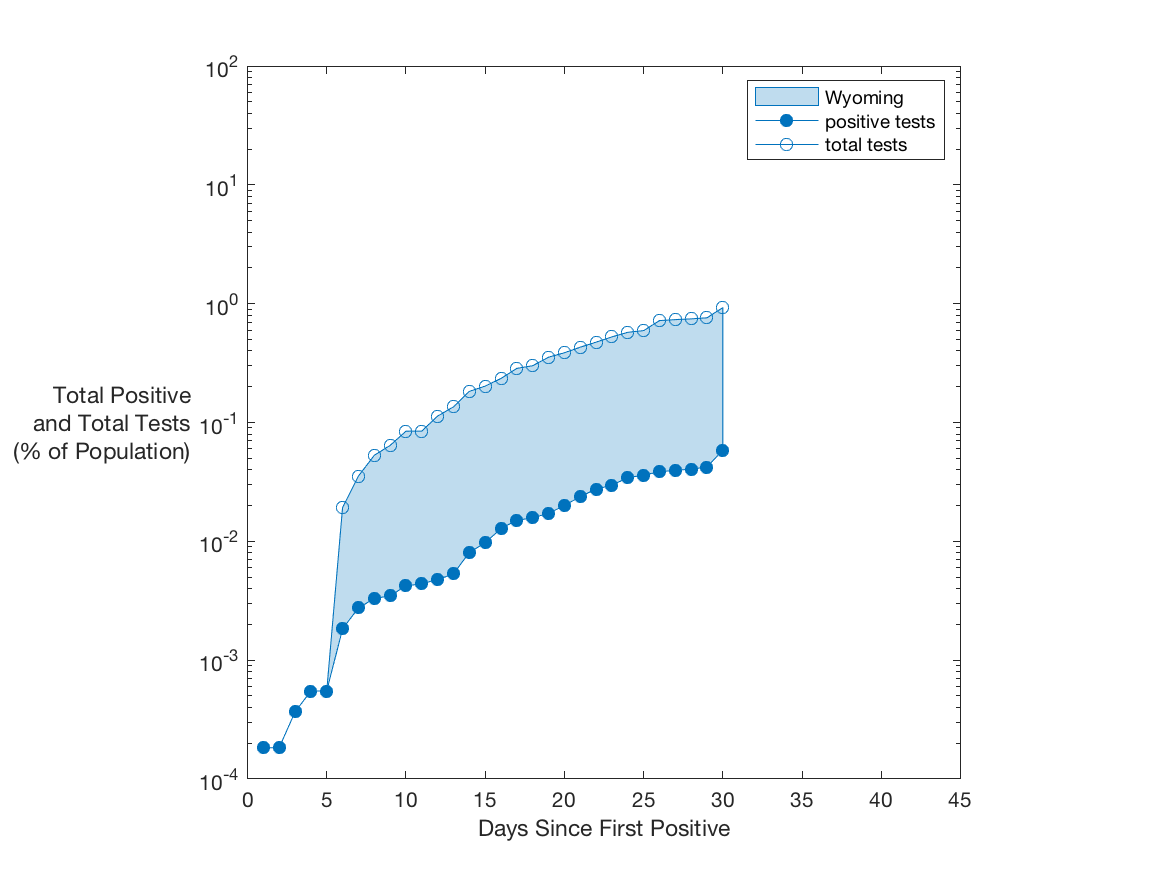 10^2
10^1
10^0
10^-1
10^-2
10^-3
10^-4
Total Positive
and Total Tests
(% of Population)
Wyoming
positive tests
total tests
0 5 10 15 20 25 30 35 40 45
Days Since First Positive